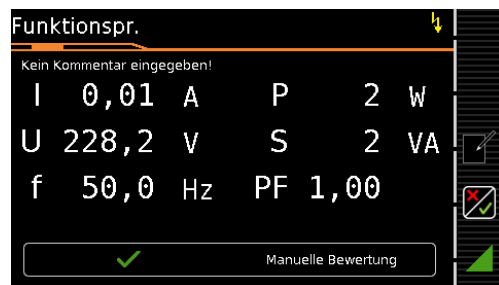 Funktionspr.
Kein Kommentar eingegeben!
I 0,01 A P 2 W
U 228,2 V S 2 VA
f 50,0 Hz PF 1,00
Manuelle Bewertung